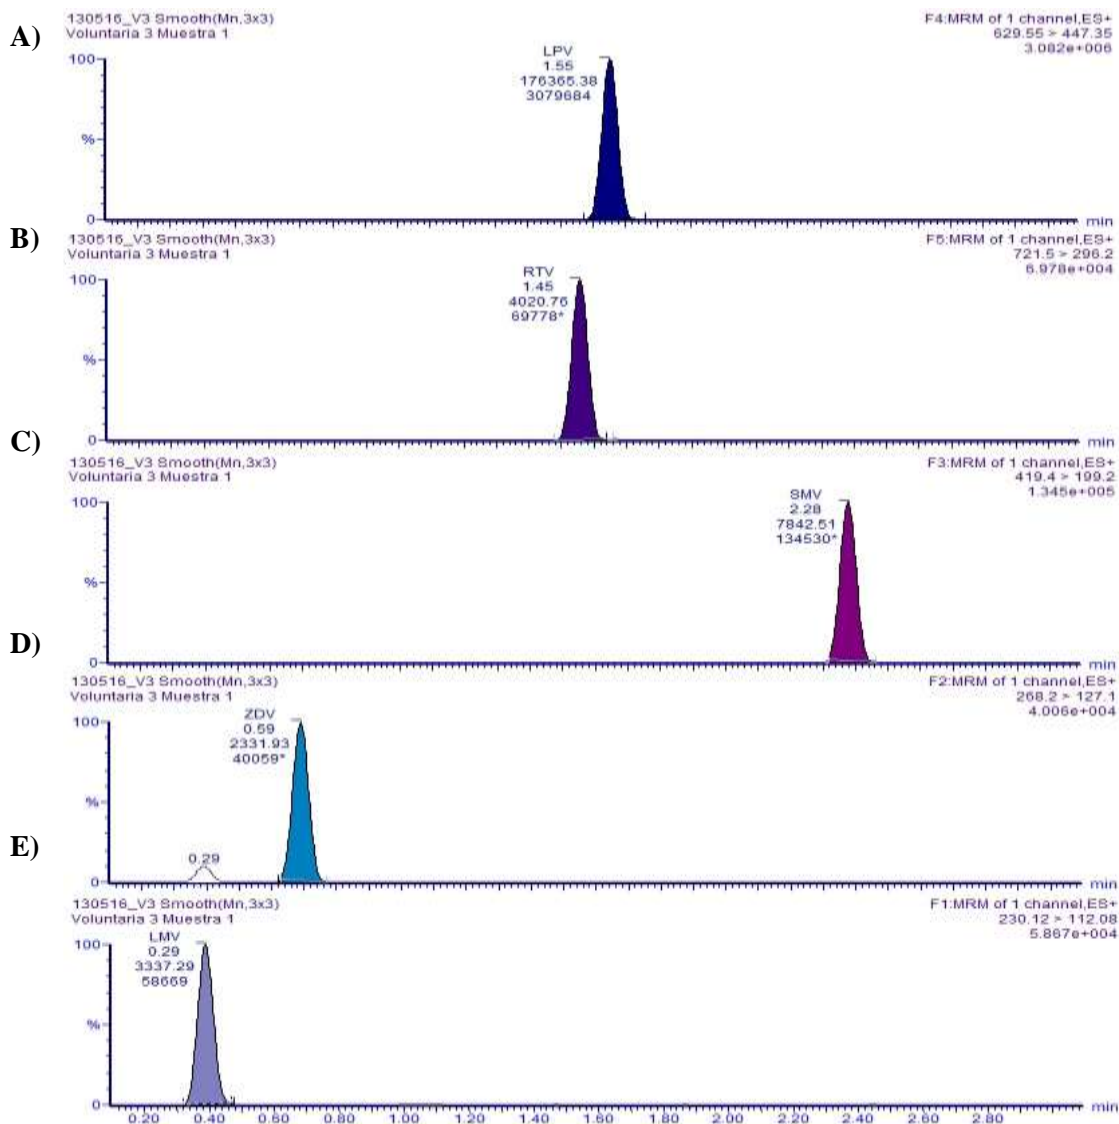 A)
130516_V3 Smooth(Mn,3x3)
Voluntaria 3 Muestra 1
F4:MRM of 1 channel,ES+
629.55 > 447.35
3.082e+006
LPV
1.55
176365.38
3079684
100
%
0
min
B)
130516_V3 Smooth(Mn,3x3)
Voluntaria 3 Muestra 1
F5:MRM of 1 channel,ES+
721.5 > 296.2
6.978e+004
RTV
1.45
4020.76
69778*
100
%
0
min
C)
130516_V3 Smooth(Mn,3x3)
Voluntaria 3 Muestra 1
F3:MRM of 1 channel,ES+
419.4 > 199.2
1.345e+005
SMV
2.28
7842.51
134530*
100
%
0
min
D)
130516_V3 Smooth(Mn,3x3)
Voluntaria 3 Muestra 1
F2:MRM of 1 channel,ES+
268.2 > 127.1
4.006e+004
ZDV
0.59
2331.93
40059*
100
%
0.29
0
min
E)
130516_V3 Smooth(Mn,3x3)
Voluntaria 3 Muestra 1
F1:MRM of 1 channel,ES+
230.12 > 112.08
5.867e+004
LMV
0.29
3337.29
58669
100
%
0
min
0.20 0.40 0.60 0.80 1.00 1.20 1.40 1.60 1.80 2.00 2.20 2.40 2.60 2.80